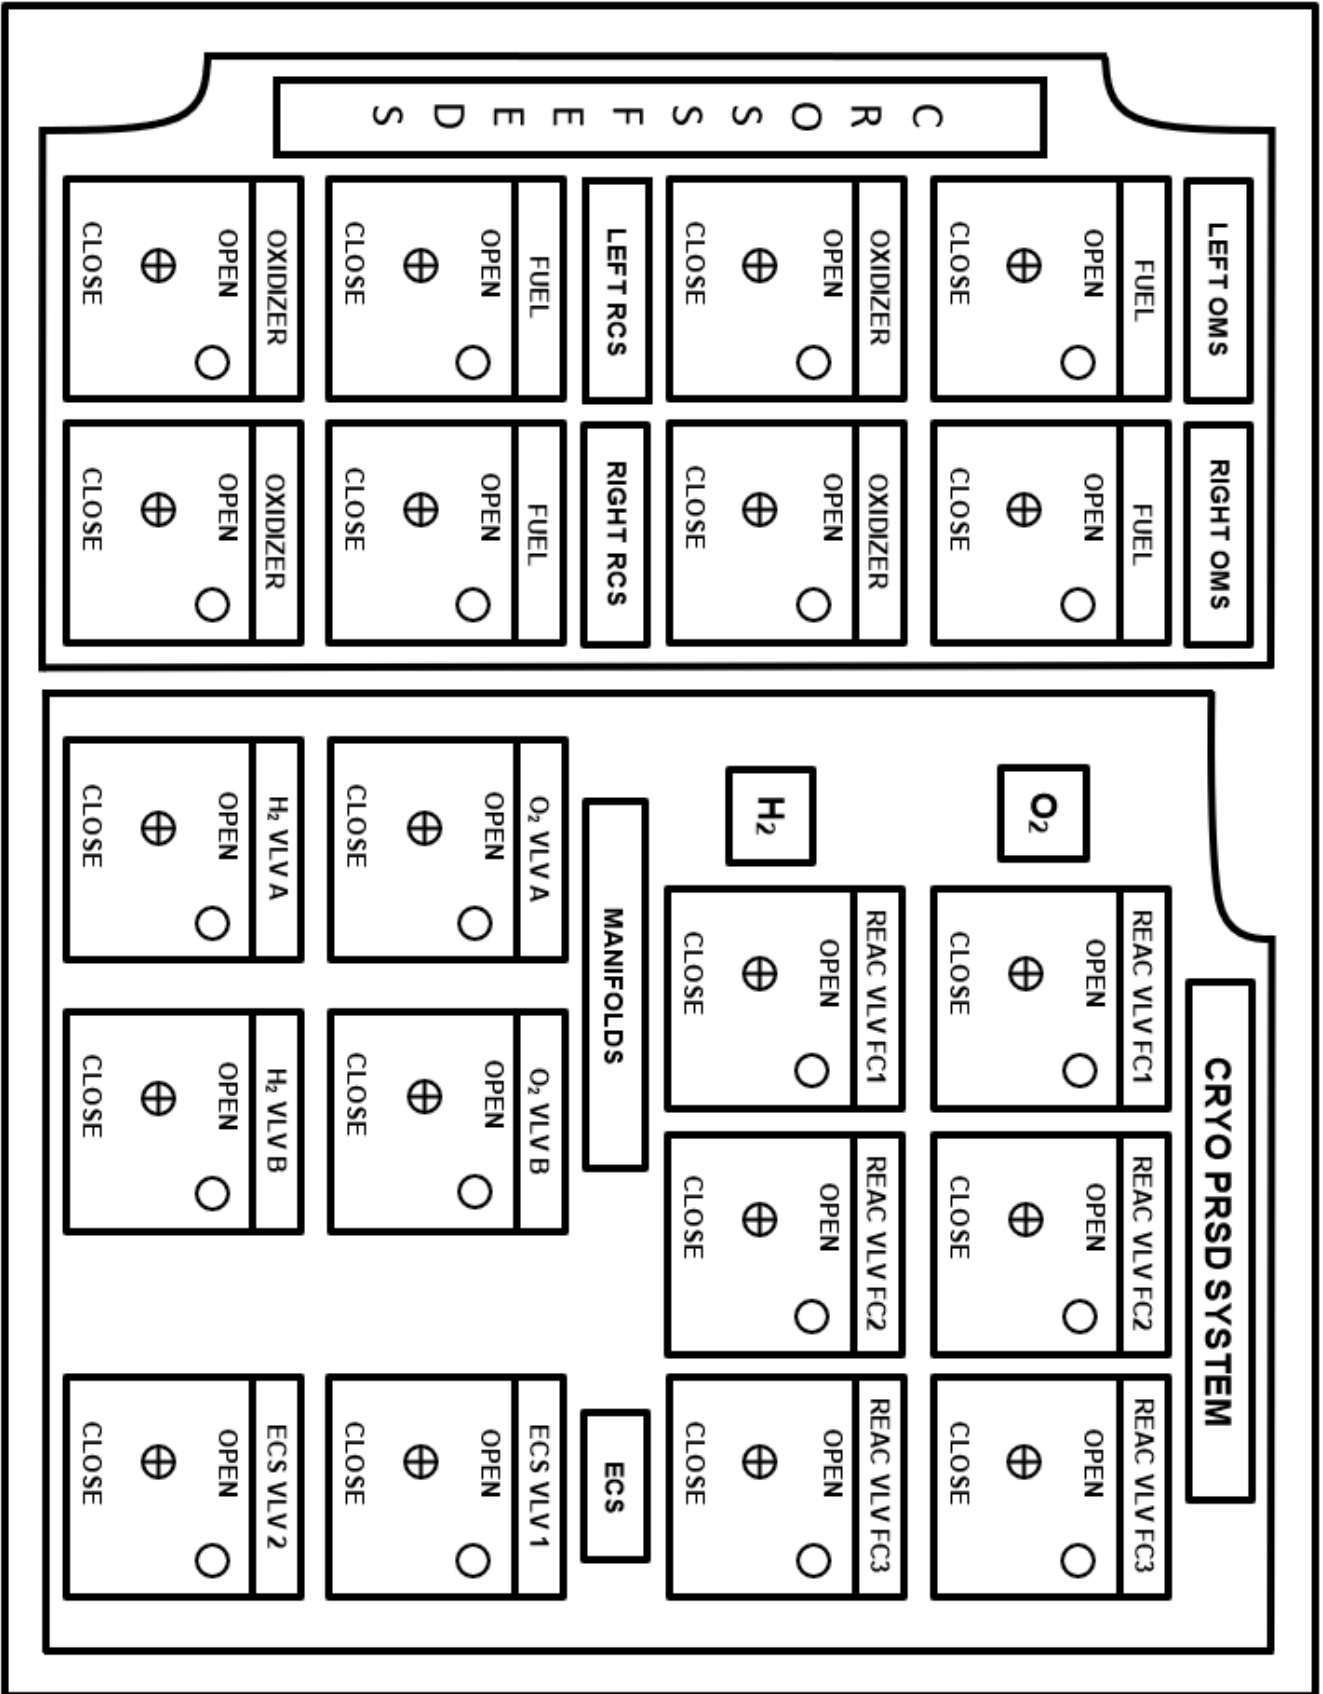 C R O S S F E E D S
LEFT OMS
RIGHT OMS
FUEL
OPEN
CLOSE
FUEL
OPEN
CLOSE
OXIDIZER
OPEN
CLOSE
OXIDIZER
OPEN
CLOSE
LEFT RCS
RIGHT RCS
FUEL
OPEN
CLOSE
FUEL
OPEN
CLOSE
OXIDIZER
OPEN
CLOSE
OXIDIZER
OPEN
CLOSE
CRYO PRSD SYSTEM
O₂
REAC VLV FC1
OPEN
CLOSE
REAC VLV FC2
OPEN
CLOSE
REAC VLV FC3
OPEN
CLOSE
H₂
REAC VLV FC1
OPEN
CLOSE
REAC VLV FC2
OPEN
CLOSE
REAC VLV FC3
OPEN
CLOSE
MANIFOLDS
ECS
O₂ VLV A
OPEN
CLOSE
O₂ VLV B
OPEN
CLOSE
ECS VLV 1
OPEN
CLOSE
H₂ VLV A
OPEN
CLOSE
H₂ VLV B
OPEN
CLOSE
ECS VLV 2
OPEN
CLOSE